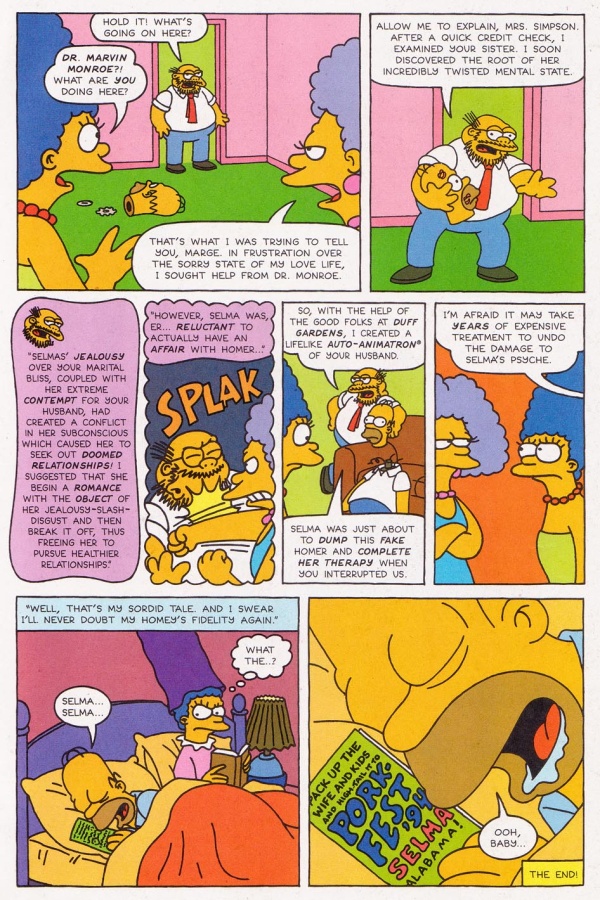 HOLD IT! WHAT'S
GOING ON HERE?
DR. MARVIN
MONROE?!
WHAT ARE YOU
DOING HERE?
THAT'S WHAT I WAS TRYING TO TELL
YOU, MARGE. IN FRUSTRATION OVER
THE SORRY STATE OF MY LOVE LIFE,
I SOUGHT HELP FROM DR. MONROE.
ALLOW ME TO EXPLAIN, MRS. SIMPSON.
AFTER A QUICK CREDIT CHECK, I
EXAMINED YOUR SISTER. I SOON
DISCOVERED THE ROOT OF HER
INCREDIBLY TWISTED MENTAL STATE.
"SELMAS' JEALOUSY
OVER YOUR MARITAL
BLISS, COUPLED WITH
HER EXTREME
CONTEMPT FOR YOUR
HUSBAND, HAD
CREATED A CONFLICT
IN HER SUBCONSCIOUS
WHICH CAUSED HER TO
SEEK OUT DOOMED
RELATIONSHIPS! I
SUGGESTED THAT SHE
BEGIN A ROMANCE
WITH THE OBJECT OF
HER JEALOUSY-SLASH-
DISGUST AND THEN
BREAK IT OFF, THUS
FREEING HER TO
PURSUE HEALTHIER
RELATIONSHIPS."
"HOWEVER, SELMA WAS,
ER... RELUCTANT TO
ACTUALLY HAVE AN
AFFAIR WITH HOMER..."
SPLAK
SO, WITH THE HELP OF
THE GOOD FOLKS AT DUFF
GARDENS, I CREATED A
LIFELIKE AUTO-ANIMATRON®
OF YOUR HUSBAND.
SELMA WAS JUST ABOUT
TO DUMP THIS FAKE
HOMER AND COMPLETE
HER THERAPY WHEN
YOU INTERRUPTED US.
I'M AFRAID IT MAY TAKE
YEARS OF EXPENSIVE
TREATMENT TO UNDO
THE DAMAGE TO
SELMA'S PSYCHE.
"WELL, THAT'S MY SORDID TALE. AND I SWEAR
I'LL NEVER DOUBT MY HOMEY'S FIDELITY AGAIN."
WHAT
THE..?
SELMA...
SELMA...
PACK UP THE
WIFE AND KIDS
AND HIGH-TAIL IT TO
PORK-
FEST
'94
SELMA
ALABAMA!
OOH,
BABY...
THE END!